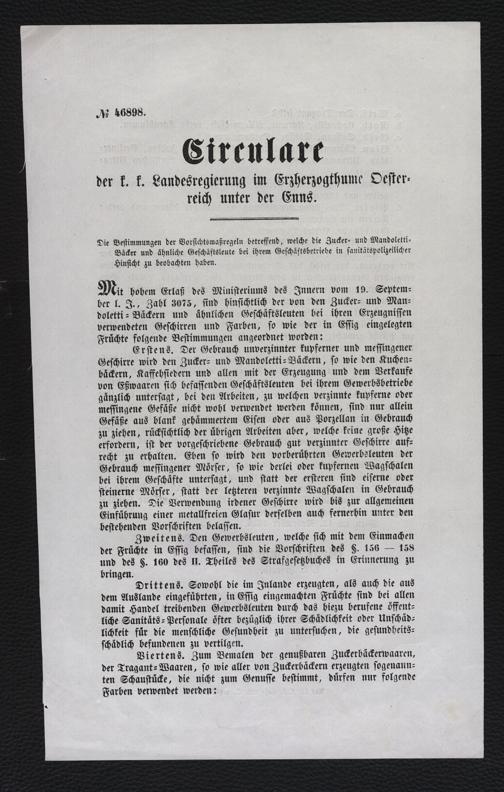 № 46898.
Circulare
der k. k. Landesregierung im Erzherzogthume Oester-
reich unter der Enns.
Die Bestimmungen der Vorsichtsmaßregeln betreffend, welche die Zucker- und Mandoletti-
Bäcker und ähnliche Geschäftsleute bei ihrem Geschäftsbetriebe in sanitätspolizeilicher
Hinsicht zu beobachten haben.
Mit hohem Erlaß des Ministeriums des Innern vom 19. Septem-
ber l. J., Zahl 3075, sind hinsichtlich der von den Zucker- und Man-
doletti-Bäckern und ähnlichen Geschäftsleuten bei ihren Erzeugnissen
verwendeten Geschirren und Farben, so wie der in Essig eingelegten
Früchte folgende Bestimmungen angeordnet worden:
Erstens. Der Gebrauch unverzinnter kupferner und messingener
Geschirre wird den Zucker- und Mandoletti-Bäckern, so wie den Kuchen-
bäckern, Kaffehsiedern und allen mit der Erzeugung und dem Verkaufe
von Eßwaaren sich befassenden Geschäftsleuten bei ihrem Gewerbsbetriebe
gänzlich untersagt, bei den Arbeiten, zu welchen verzinnte kupferne oder
messingene Gefäße nicht wohl verwendet werden können, sind nur allein
Gefäße aus blank gehämmertem Eisen oder aus Porzellan in Gebrauch
zu ziehen, rücksichtlich der übrigen Arbeiten aber, welche keine große Hitze
erfordern, ist der vorgeschriebene Gebrauch gut verzinnter Geschirre auf-
recht zu erhalten. Eben so wird den vorberührten Gewerbsleuten der
Gebrauch messingener Mörser, so wie derlei oder kupfernen Wagschalen
bei ihrem Geschäfte untersagt, und statt der ersteren sind eiserne oder
steinerne Mörser, statt der letzteren verzinnte Wagschalen in Gebrauch
zu ziehen. Die Verwendung irdener Geschirre wird bis zur allgemeinen
Einführung einer metallfreien Glasur derselben auch fernerhin unter den
bestehenden Vorschriften belassen.
Zweitens. Den Gewerbsleuten, welche sich mit dem Einmachen
der Früchte in Essig befassen, sind die Vorschriften des §. 156 — 158
und des §. 160 des II. Theiles des Strafgesetzbuches in Erinnerung zu
bringen.
Drittens. Sowohl die im Inlande erzeugten, als auch die aus
dem Auslande eingeführten, in Essig eingemachten Früchte sind bei allen
damit Handel treibenden Gewerbsleuten durch das hiezu berufene öffent-
liche Sanitäts-Personale öfter bezüglich ihrer Schädlichkeit oder Unschäd-
lichkeit für die menschliche Gesundheit zu untersuchen, die gesundheits-
schädlich befundenen zu vertilgen.
Viertens. Zum Bemalen der genußbaren Zuckerbäckerwaaren,
der Tragant-Waaren, so wie aller von Zuckerbäckern erzeugten sogenann-
ten Schaustücke, die nicht zum Genusse bestimmt, dürfen nur folgende
Farben verwendet werden: